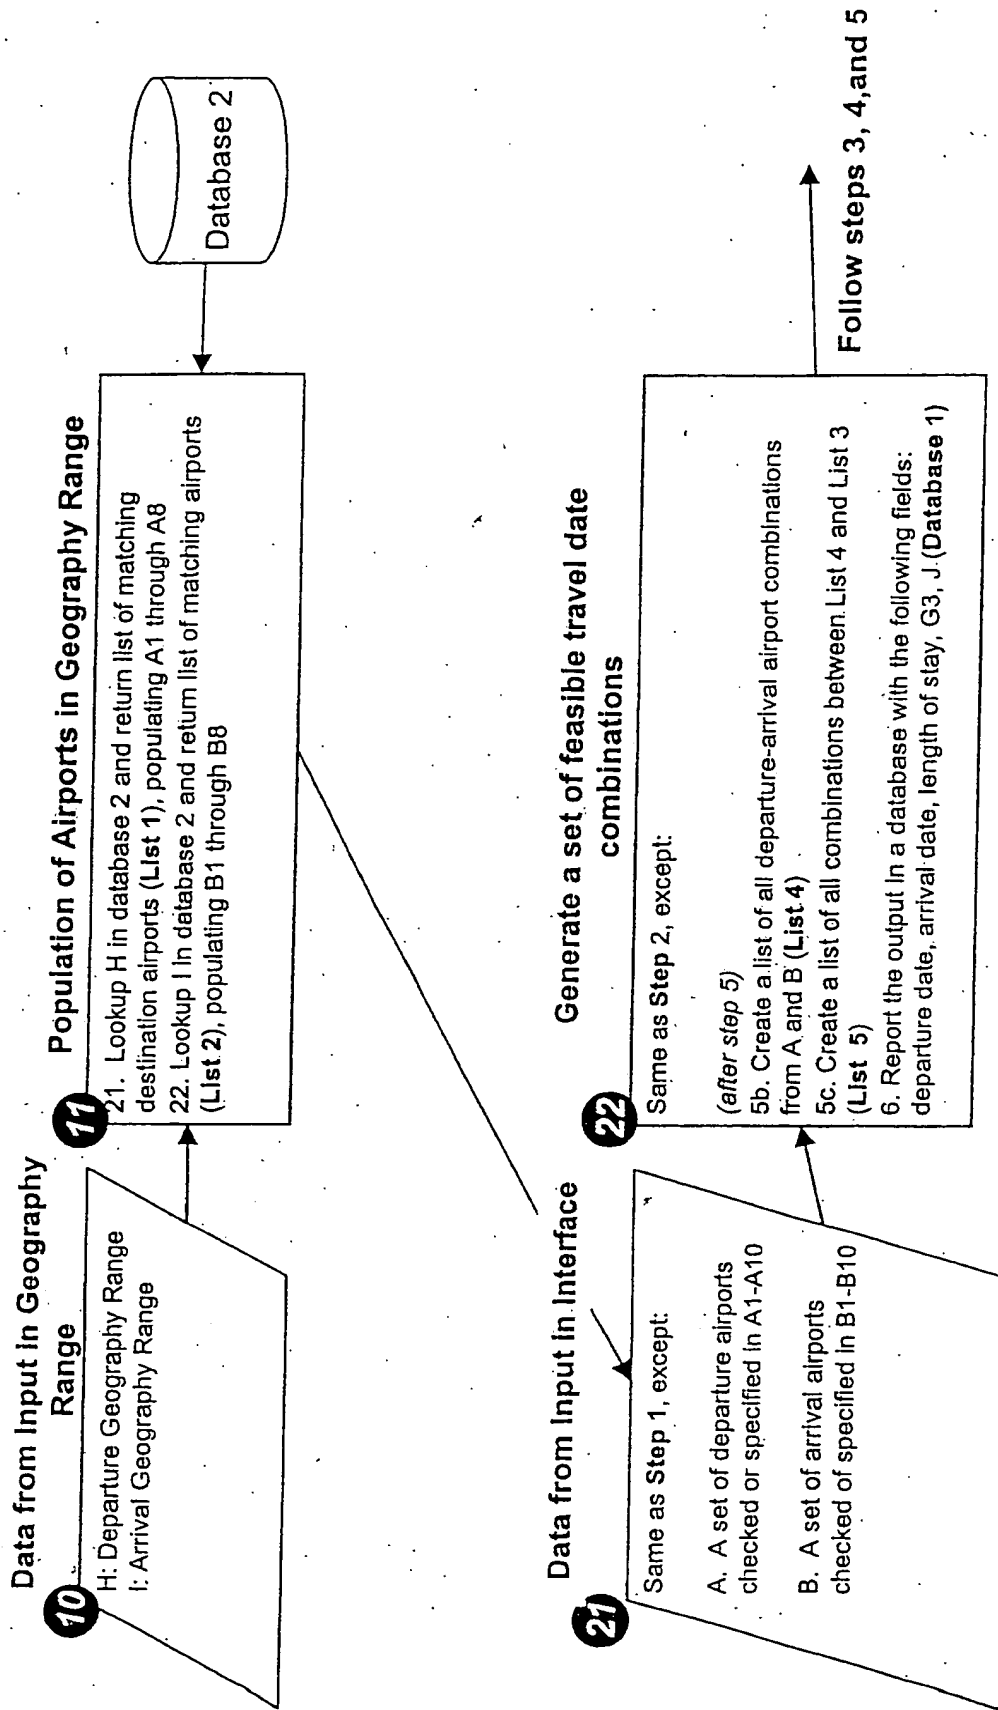 Data from Input in Geography
Range
10
H: Departure Geography Range
I: Arrival Geography Range
Population of Airports in Geography Range
11
21. Lookup H in database 2 and return list of matching
destination airports (List 1), populating A1 through A8
22. Lookup I in database 2 and return list of matching airports
(List 2), populating B1 through B8
Database 2
Data from Input in Interface
21
Same as Step 1, except:
A. A set of departure airports
checked or specified in A1-A10
B. A set of arrival airports
checked of specified in B1-B10
Generate a set of feasible travel date
combinations
22
Same as Step 2, except:
(after step 5)
5b. Create a list of all departure-arrival airport combinations
from A and B (List 4)
5c. Create a list of all combinations between List 4 and List 3
(List 5)
6. Report the output in a database with the following fields:
departure date, arrival date, length of stay, G3, J (Database 1)
Follow steps 3, 4,and 5